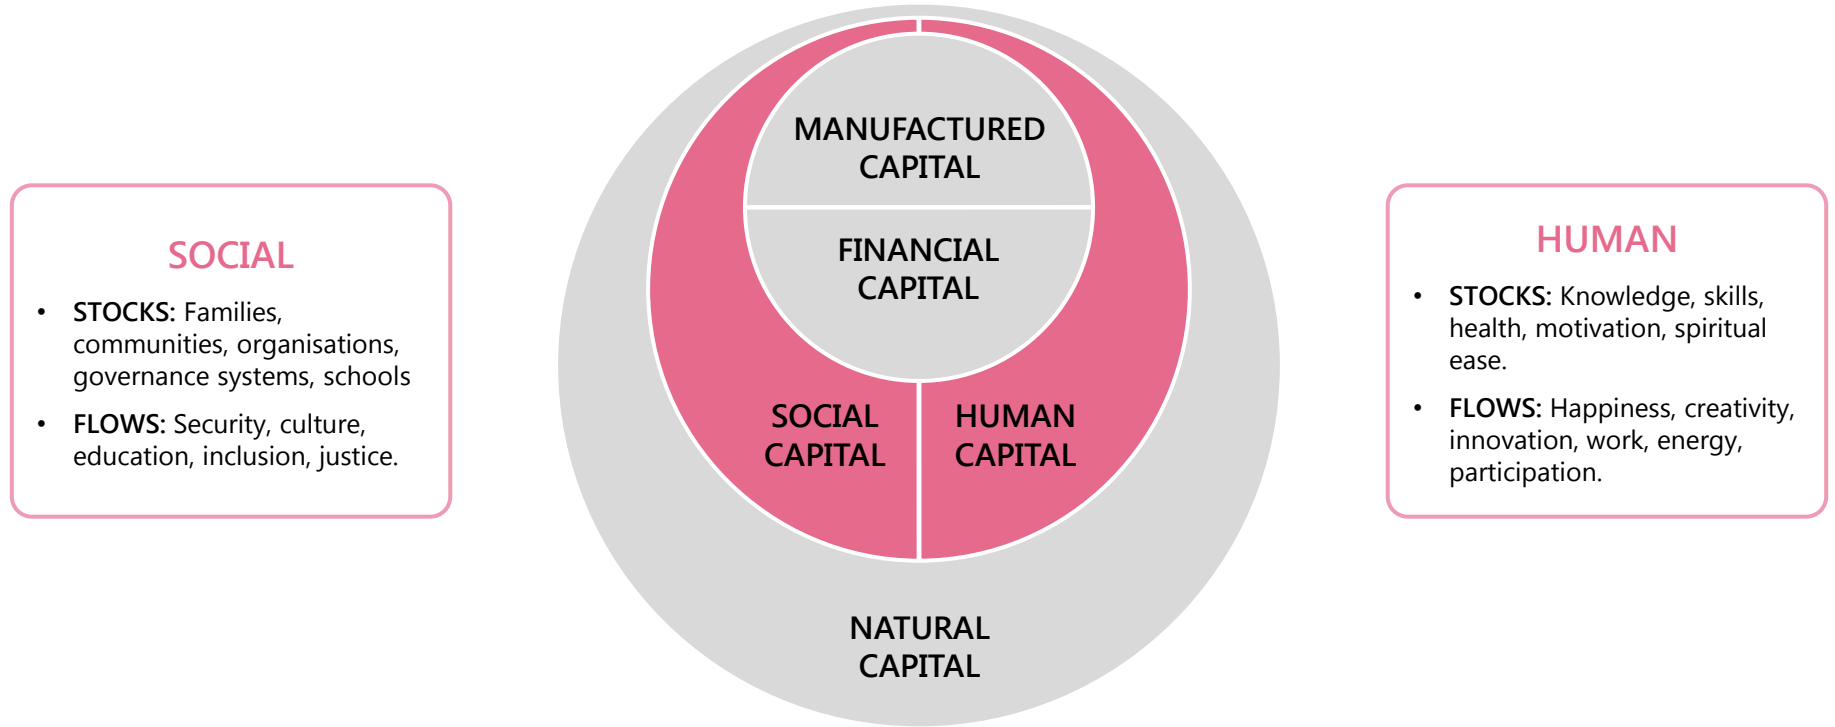 MANUFACTURED
CAPITAL
FINANCIAL
CAPITAL
SOCIAL
CAPITAL
HUMAN
CAPITAL
NATURAL
CAPITAL
SOCIAL
• STOCKS: Families,
communities, organisations,
governance systems, schools
• FLOWS: Security, culture,
education, inclusion, justice.
HUMAN
• STOCKS: Knowledge, skills,
health, motivation, spiritual
ease.
• FLOWS: Happiness, creativity,
innovation, work, energy,
participation.